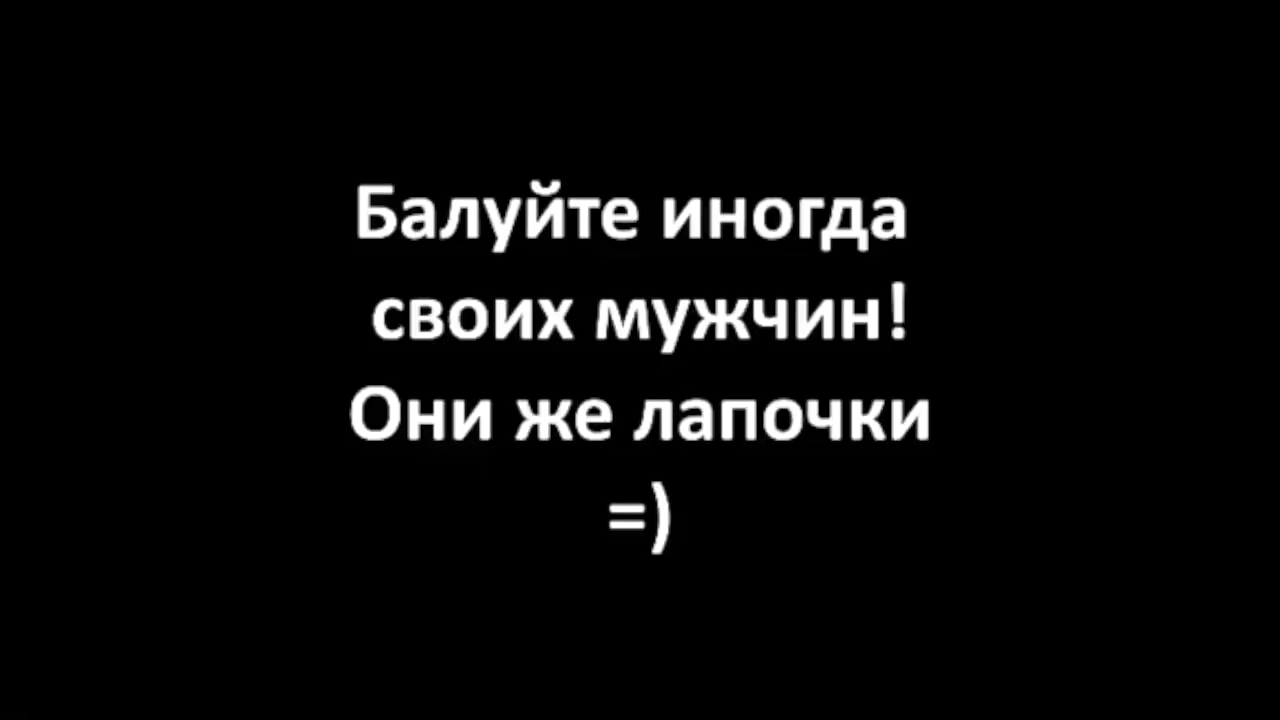 Балуйте иногда
своих мужчин!
Они же лапочки
=)